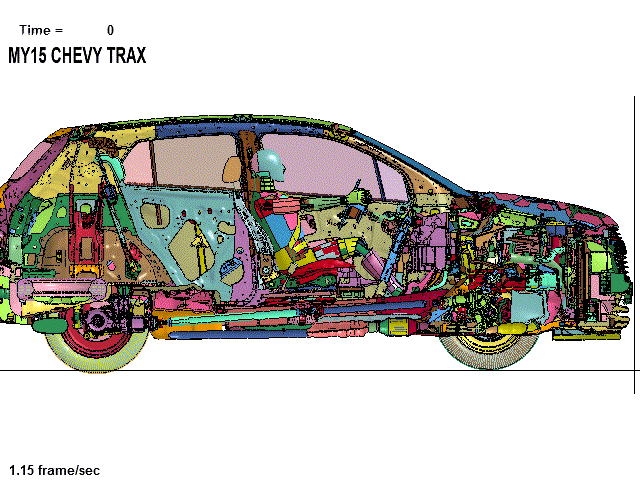 Time =          0
MY15 CHEVY TRAX
1.15 frame/sec